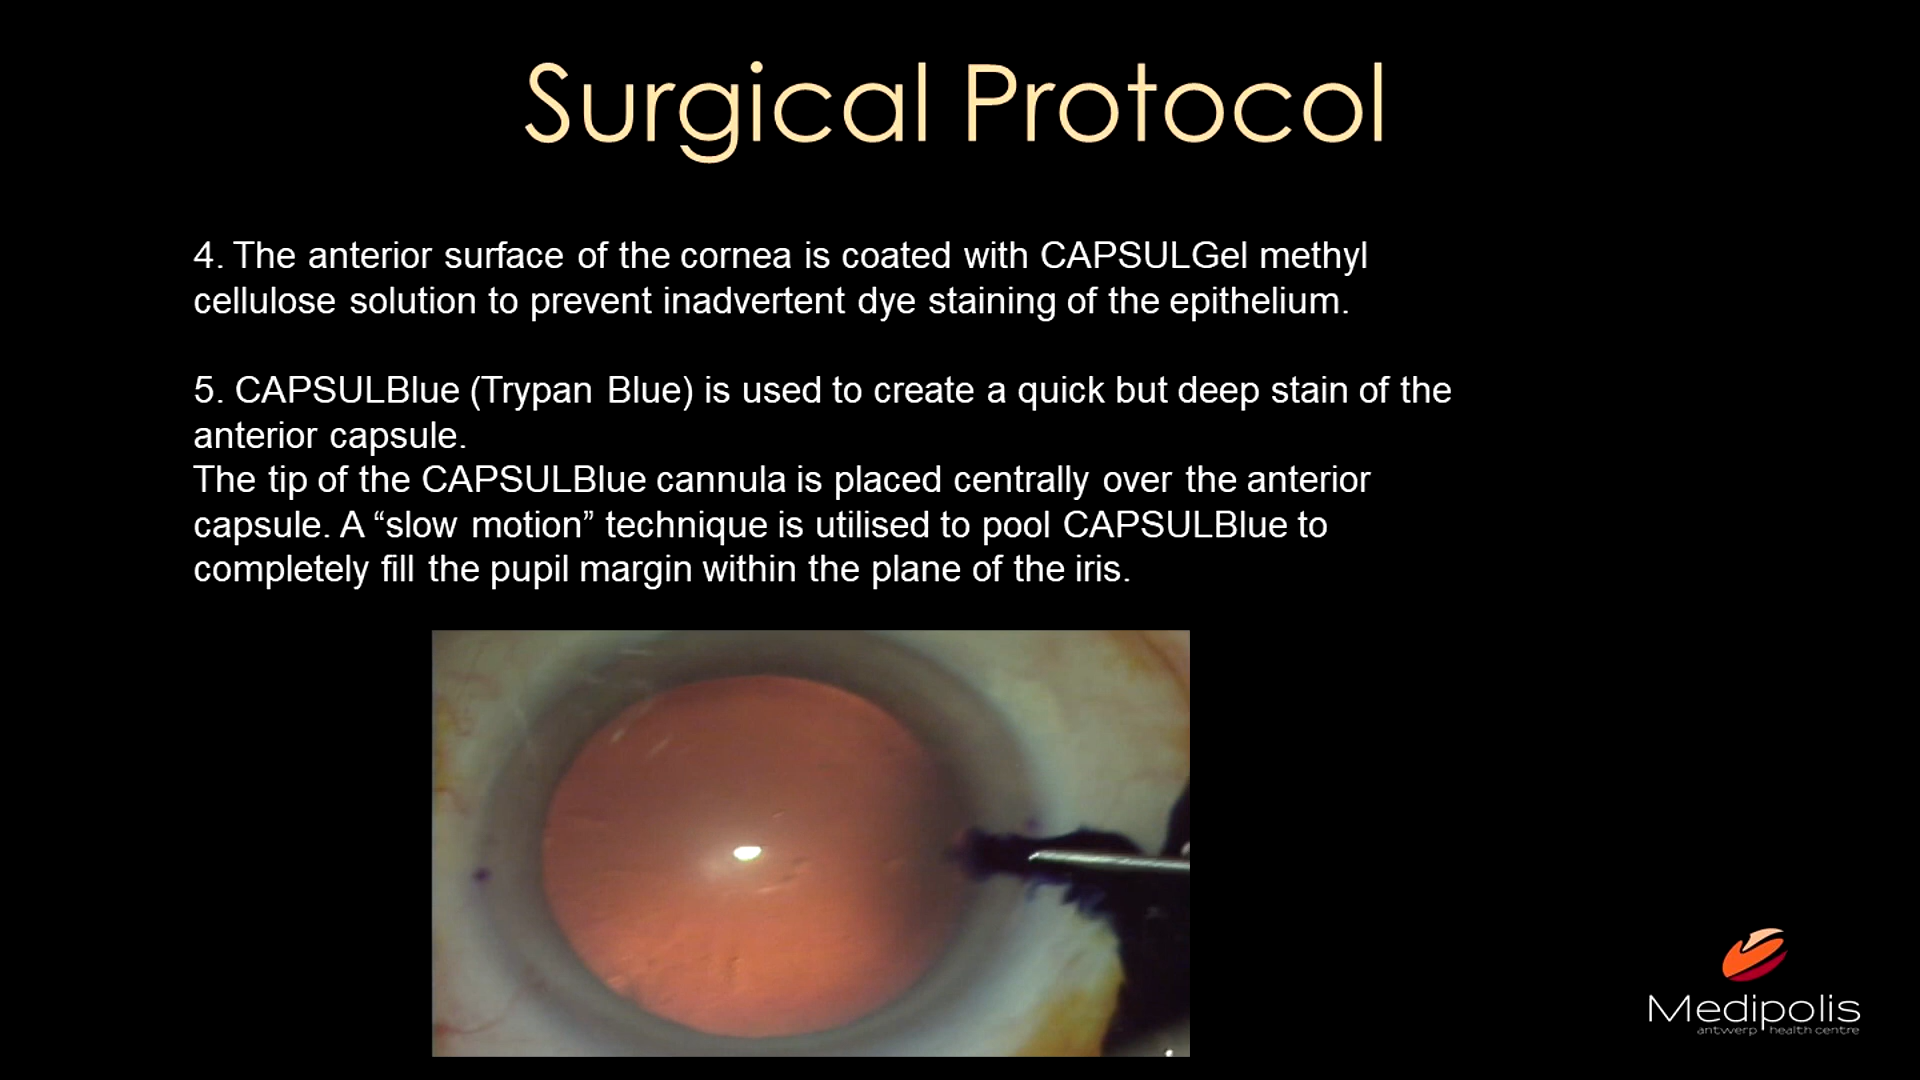 Surgical Protocol
4. The anterior surface of the cornea is coated with CAPSULGel methyl
cellulose solution to prevent inadvertent dye staining of the epithelium.
5. CAPSULBlue (Trypan Blue) is used to create a quick but deep stain of the
anterior capsule.
The tip of the CAPSULBlue cannula is placed centrally over the anterior
capsule. A “slow motion” technique is utilised to pool CAPSULBlue to
completely fill the pupil margin within the plane of the iris.
Medipolis
antwerp health centre